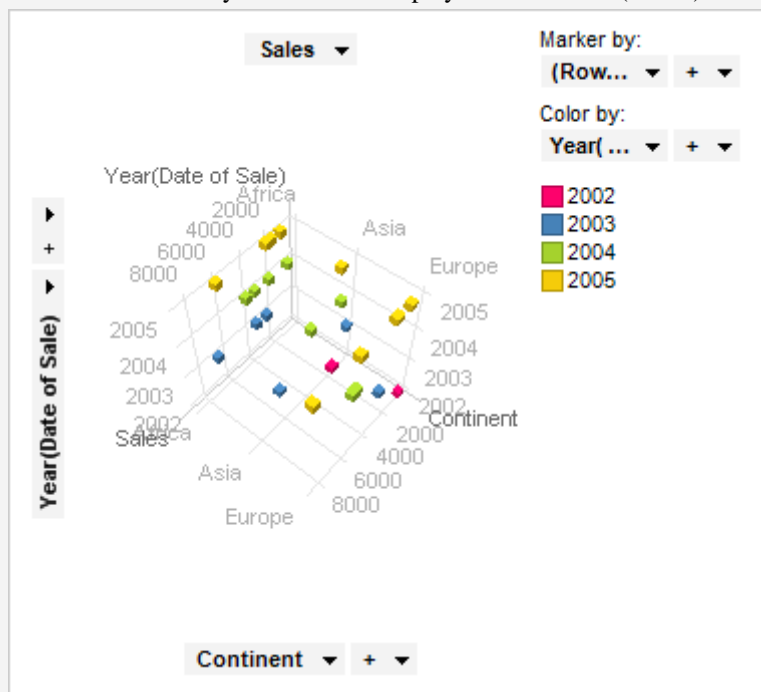 Sales
Marker by:
(Row... +
Color by:
Year( ... +
2002
2003
2004
2005
Year(Date of Sale)
Africa
2000
4000
6000
8000
Asia
Europe
2005
2004
2003
2002
2005
2004
2003
2002
Sales
Africa
Asia
Europe
Continent
2000
4000
6000
8000
+
Year(Date of Sale)
Continent +